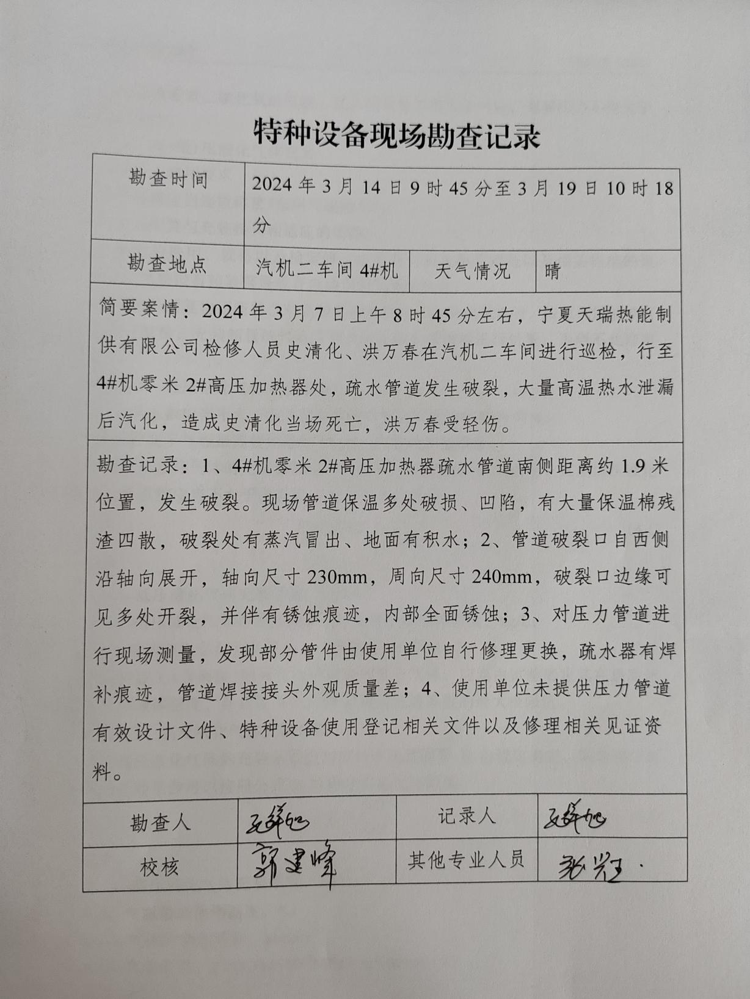 特种设备现场勘查记录
勘查时间
2024 年 3 月 14 日 9 时 45 分至 3 月 19 日 10 时 18
分
勘查地点 汽机二车间 4#机 天气情况 晴
简要案情：2024 年 3 月 7 日上午 8 时 45 分左右，宁夏天瑞热能制
供有限公司检修人员史清化、洪万春在汽机二车间进行巡检，行至
4#机零米 2#高压加热器处，疏水管道发生破裂，大量高温热水泄漏
后汽化，造成史清化当场死亡，洪万春受轻伤。
勘查记录：1、4#机零米 2#高压加热器疏水管道南侧距离约 1.9 米
位置，发生破裂。现场管道保温多处破损、凹陷，有大量保温棉残
渣四散，破裂处有蒸汽冒出、地面有积水；2、管道破裂口自西侧
沿轴向展开，轴向尺寸 230mm，周向尺寸 240mm，破裂口边缘可
见多处开裂，并伴有锈蚀痕迹，内部全面锈蚀；3、对压力管道进
行现场测量，发现部分管件由使用单位自行修理更换，疏水器有焊
补痕迹，管道焊接接头外观质量差；4、使用单位未提供压力管道
有效设计文件、特种设备使用登记相关文件以及修理相关见证资
料。
勘查人 记录人
校核 郭建峰 其他专业人员